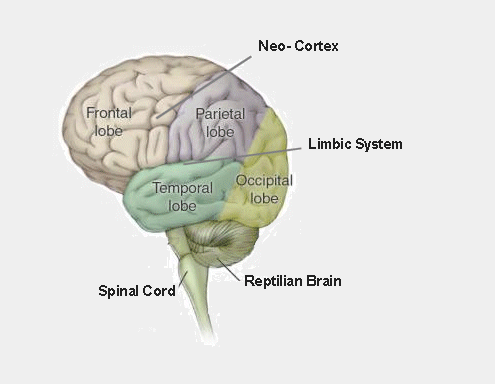 Neo- Cortex
Frontal
lobe
Parietal
lobe
Limbic System
Temporal
lobe
Occipital
lobe
Reptilian Brain
Spinal Cord